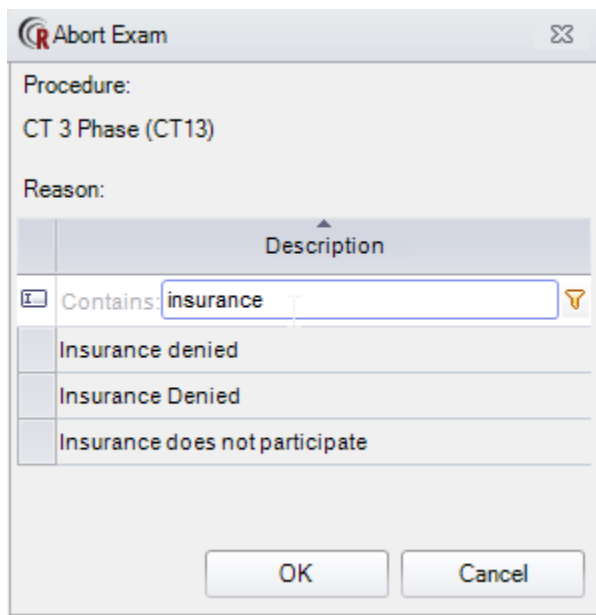 Abort Exam
Procedure:
CT 3 Phase (CT13)
Reason:
Description
Contains: insurance
Insurance denied
Insurance Denied
Insurance does not participate
OK Cancel